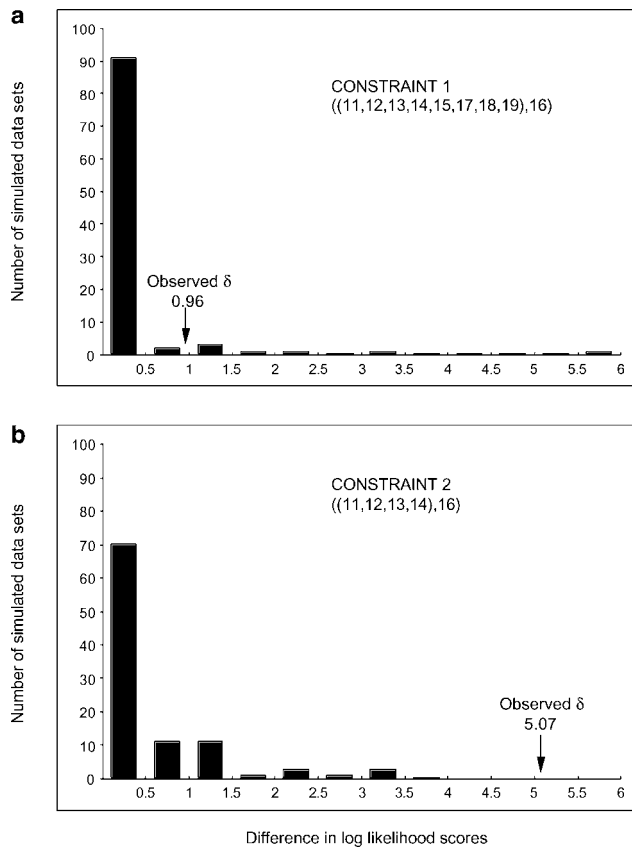 a
Number of simulated data sets
100
90
80
70
60
50
40
30
20
10
0
CONSTRAINT 1
((11,12,13,14,15,17,18,19),16)
Observed δ
0.96
0.5 1 1.5 2 2.5 3 3.5 4 4.5 5 5.5 6
b
Number of simulated data sets
100
90
80
70
60
50
40
30
20
10
0
CONSTRAINT 2
((11,12,13,14),16)
Observed δ
5.07
0.5 1 1.5 2 2.5 3 3.5 4 4.5 5 5.5 6
Difference in log likelihood scores